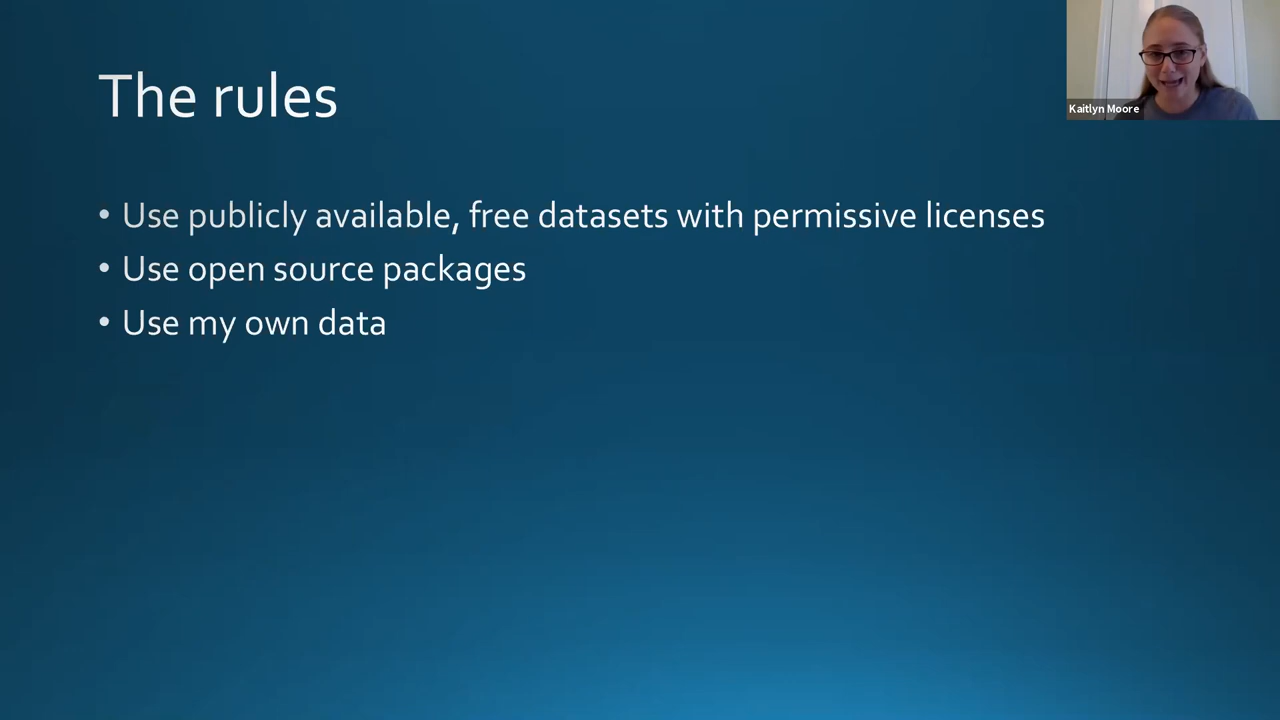 The rules
Kaitlyn Moore
• Use publicly available, free datasets with permissive licenses
• Use open source packages
• Use my own data